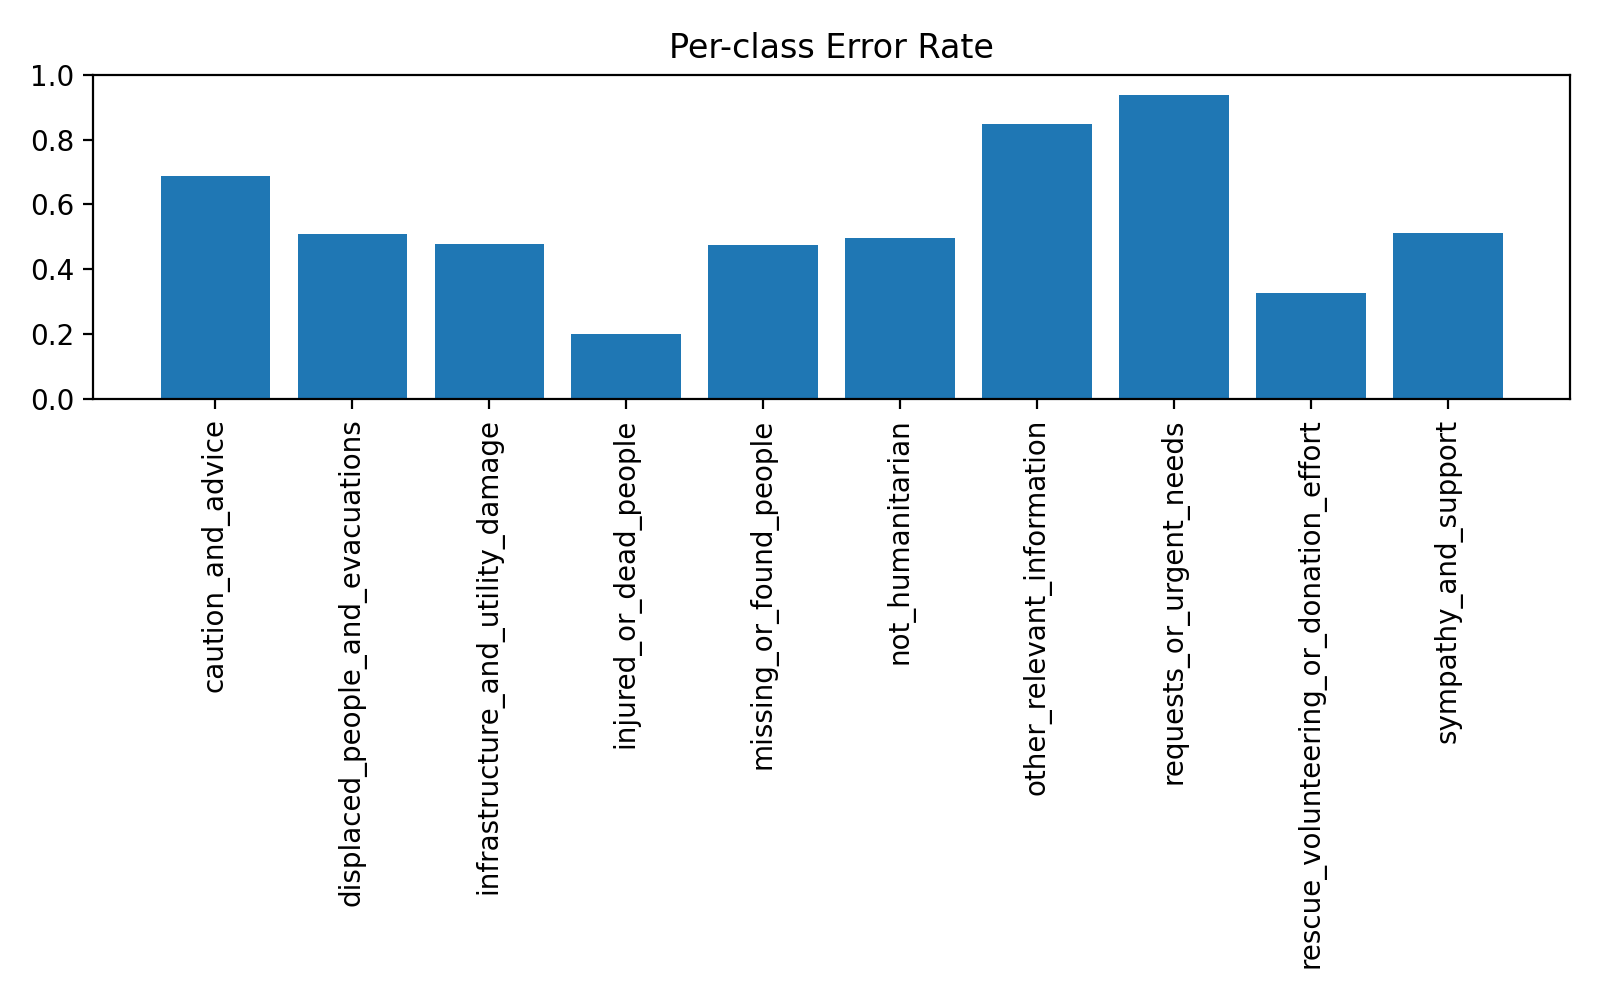 Per-class Error Rate
1.0
0.8
0.6
0.4
0.2
0.0
caution_and_advice
displaced_people_and_evacuations
infrastructure_and_utility_damage
injured_or_dead_people
missing_or_found_people
not_humanitarian
other_relevant_information
requests_or_urgent_needs
rescue_volunteering_or_donation_effort
sympathy_and_support